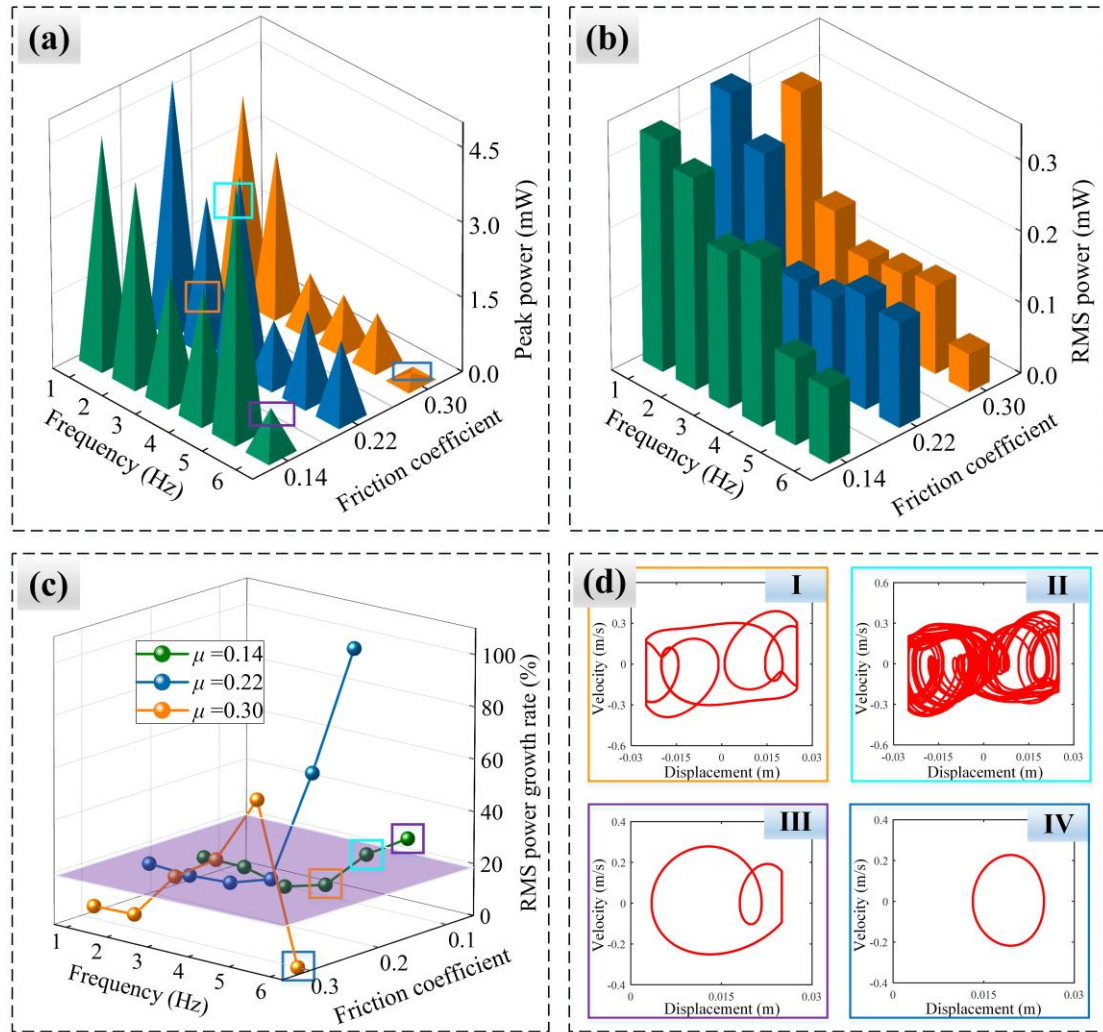 (a)
4.5
3.0
1.5
0.0
Peak power (mW)
1
2
3
4
5
6
Frequency (Hz)
0.14
0.22
0.30
Friction coefficient
(b)
0.3
0.2
0.1
0.0
RMS power (mW)
1
2
3
4
5
6
Frequency (Hz)
0.14
0.22
0.30
Friction coefficient
(c)
μ =0.14
μ =0.22
μ =0.30
100
80
60
40
20
0
RMS power growth rate (%)
1
2
3
4
5
6
Frequency (Hz)
0.3
0.2
0.1
Friction coefficient
(d)
I
0.3
0
-0.3
-0.6
Velocity (m/s)
-0.03
-0.015
0
0.015
0.03
Displacement (m)
II
0.6
0.3
0
-0.3
-0.6
Velocity (m/s)
-0.03
-0.015
0
0.015
0.03
Displacement (m)
III
0.4
0.2
0
-0.2
-0.4
Velocity (m/s)
0
0.015
0.03
Displacement (m)
IV
0.4
0.2
0
-0.2
-0.4
Velocity (m/s)
0
0.015
0.03
Displacement (m)